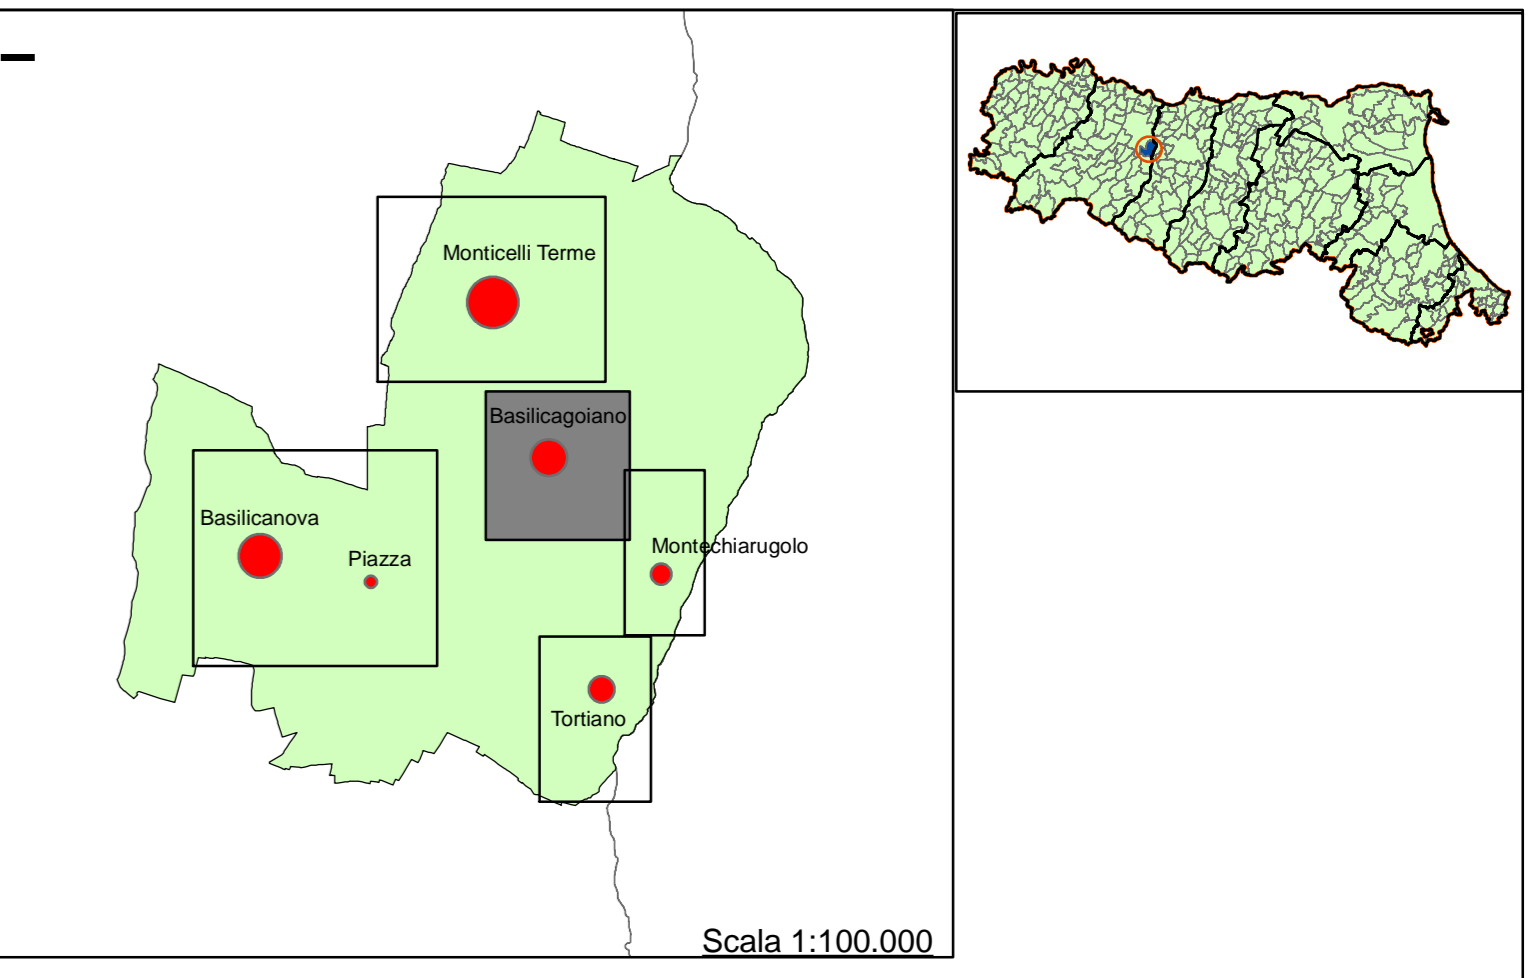 Monticelli Terme
Basilicagoiano
Basilicanova
Montechiarugolo
Piazza
Tortiano
Scala 1:100.000